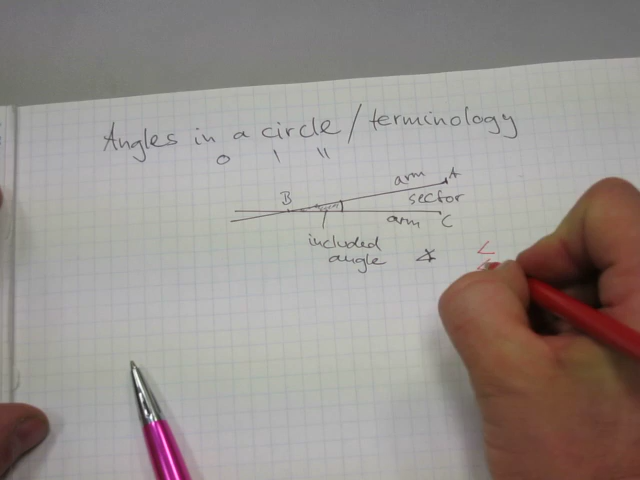 Angles in a circle / terminology
° ' "
arm A
B sector
arm C
included
angle ∡ ∠